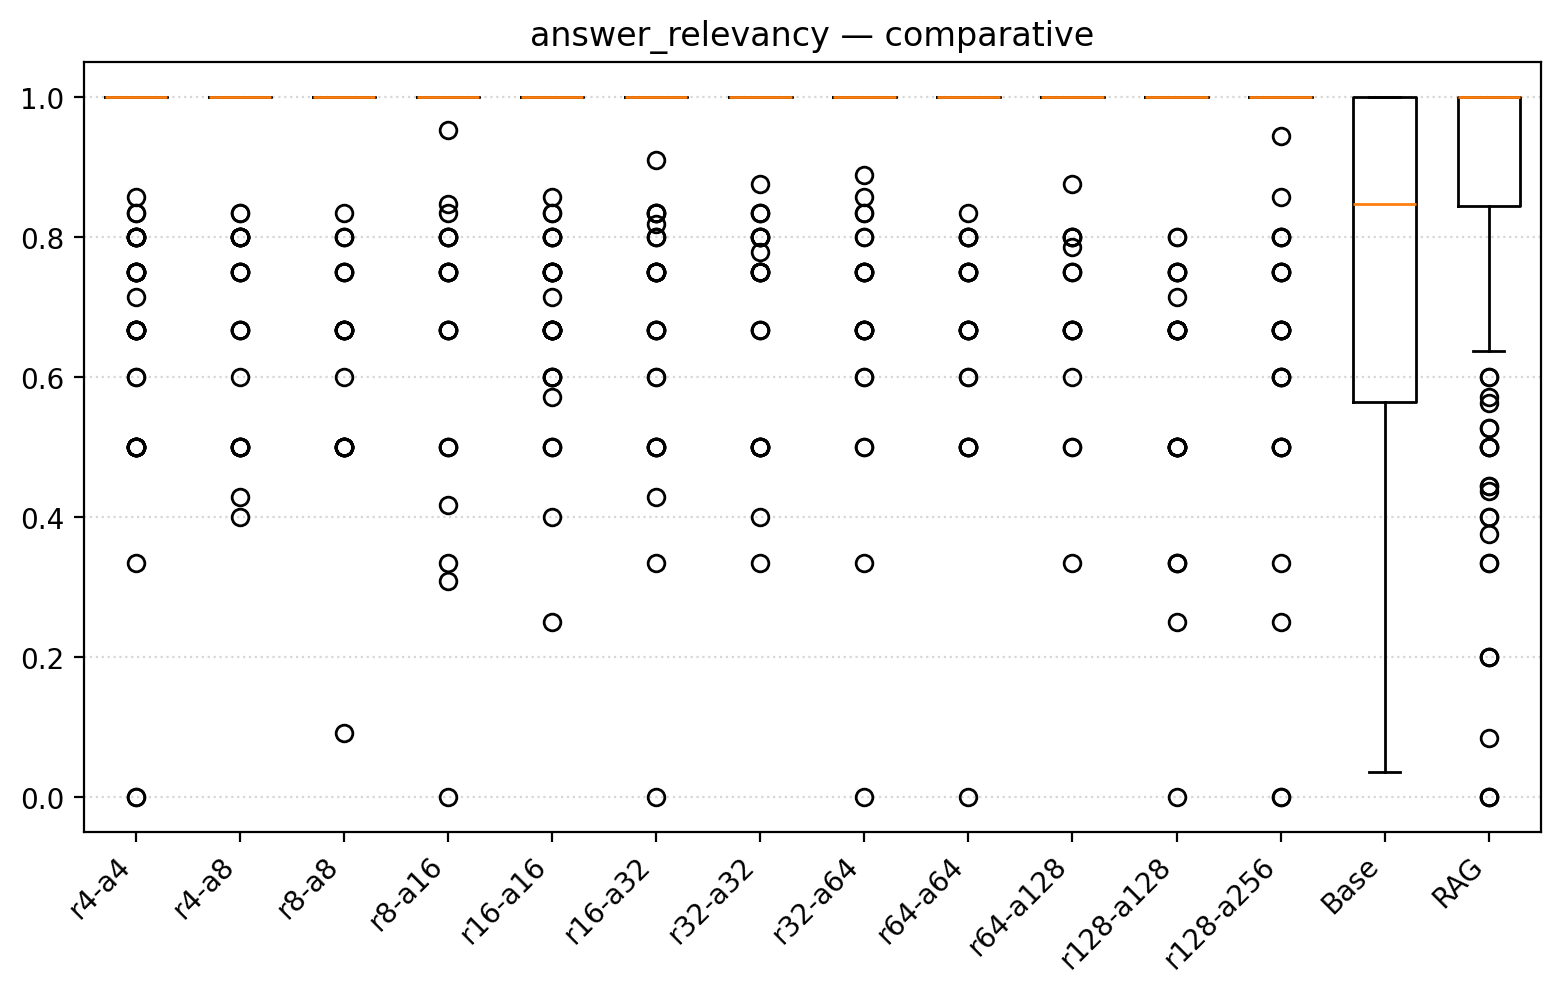 answer_relevancy — comparative
1.0
0.8
0.6
0.4
0.2
0.0
r4-a4
r4-a8
r8-a8
r8-a16
r16-a16
r16-a32
r32-a32
r32-a64
r64-a64
r64-a128
r128-a128
r128-a256
Base
RAG